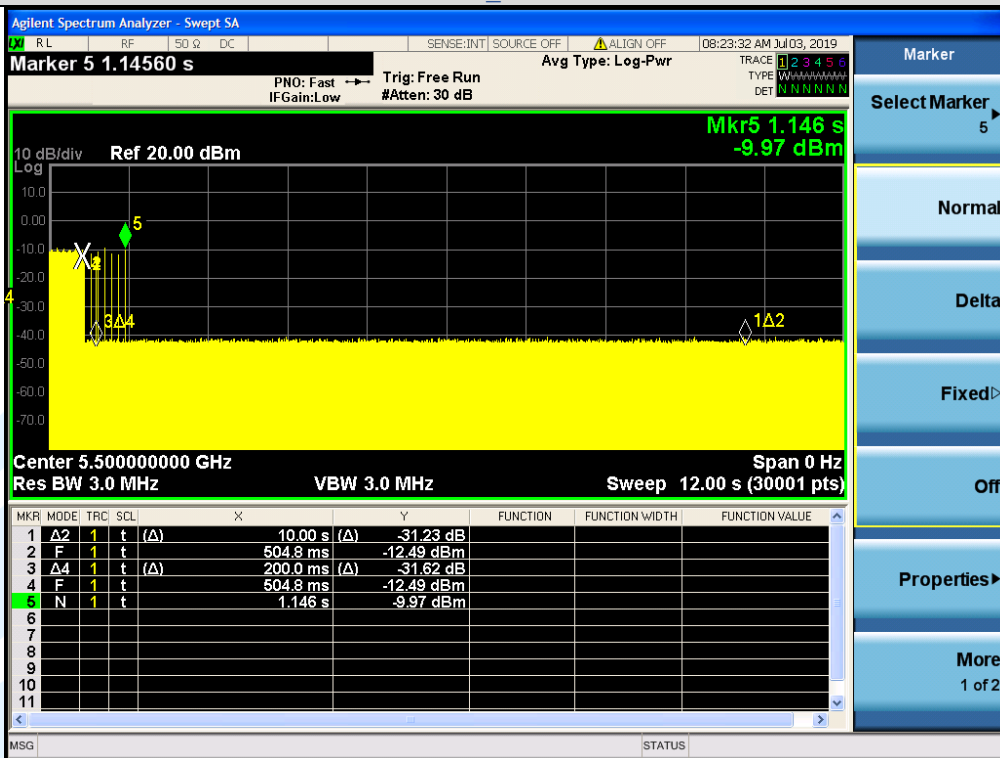 Agilent Spectrum Analyzer - Swept SA
LXI RL RF 50 Ω DC SENSE:INT SOURCE OFF ALIGN OFF 08:23:32 AM Jul 03, 2019
Marker 5 1.14560 s
PNO: Fast
IFGain:Low
Trig: Free Run
#Atten: 30 dB
Avg Type: Log-Pwr
TRACE 1 2 3 4 5 6
TYPE
DET N N N N N N
Mkr5 1.146 s
-9.97 dBm
10 dB/div Ref 20.00 dBm
Log
10.0
0.00
-10.0
-20.0
-30.0
-40.0
-50.0
-60.0
-70.0
5
4
3Δ4
1Δ2
Center 5.500000000 GHz Span 0 Hz
Res BW 3.0 MHz VBW 3.0 MHz Sweep 12.00 s (30001 pts)
MKR MODE TRC SCL X Y FUNCTION FUNCTION WIDTH FUNCTION VALUE
1 Δ2 1 t (Δ) 10.00 s (Δ) -31.23 dB
2 F 1 t 504.8 ms -12.49 dBm
3 Δ4 1 t (Δ) 200.0 ms (Δ) -31.62 dB
4 F 1 t 504.8 ms -12.49 dBm
5 N 1 t 1.146 s -9.97 dBm
6
7
8
9
10
11
MSG STATUS
Marker
Select Marker
5
Normal
Delta
Fixed
Off
Properties
More
1 of 2